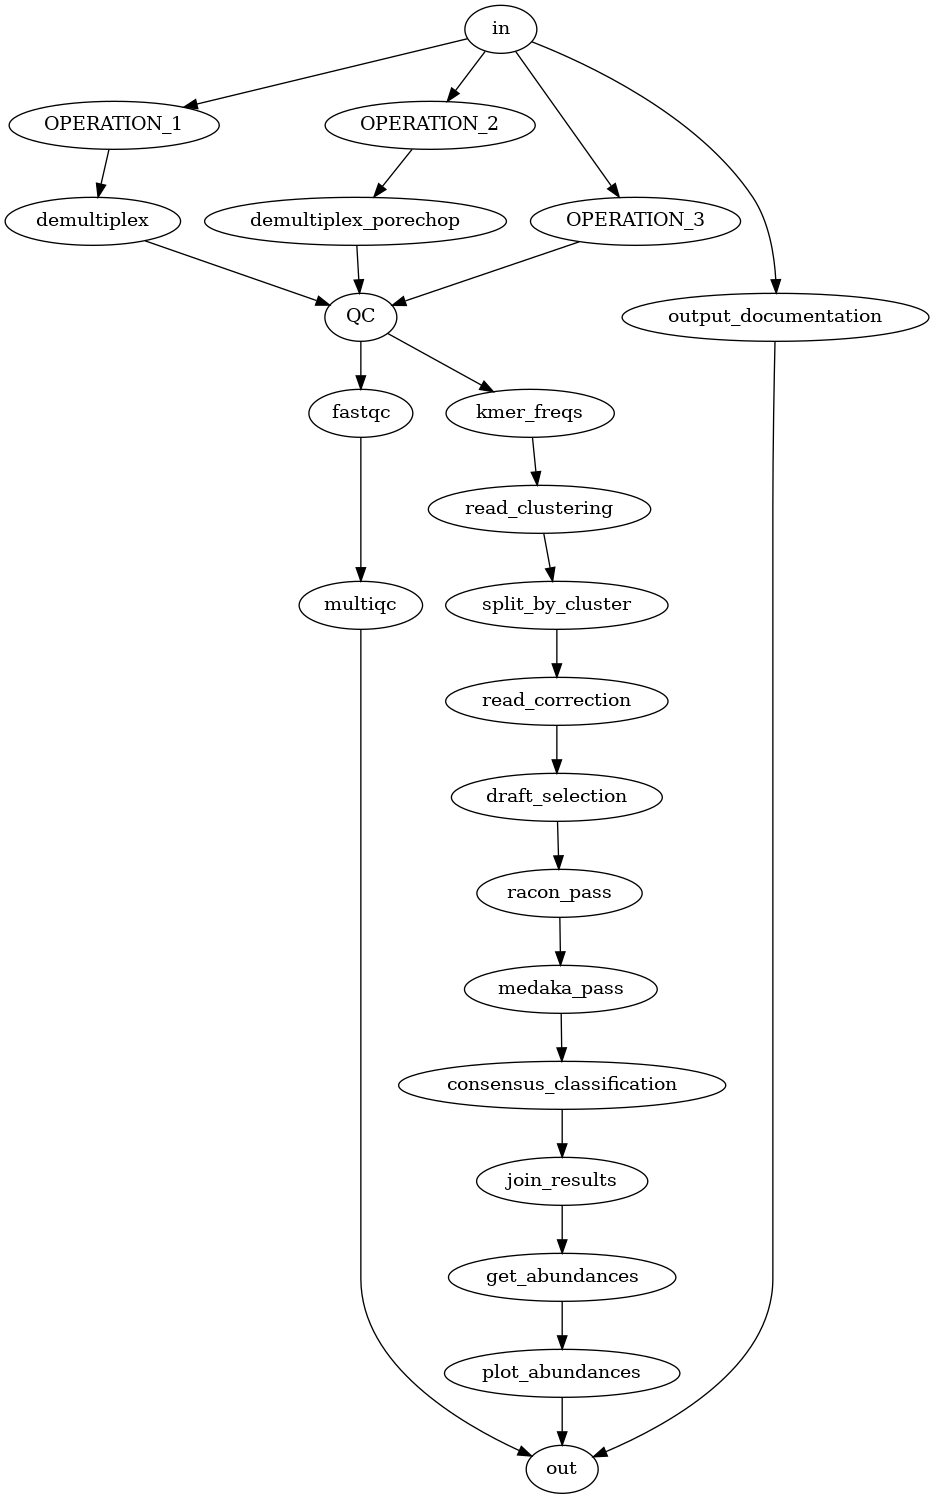 in
OPERATION_1
OPERATION_2
demultiplex
demultiplex_porechop
OPERATION_3
QC
output_documentation
fastqc
kmer_freqs
read_clustering
multiqc
split_by_cluster
read_correction
draft_selection
racon_pass
medaka_pass
consensus_classification
join_results
get_abundances
plot_abundances
out